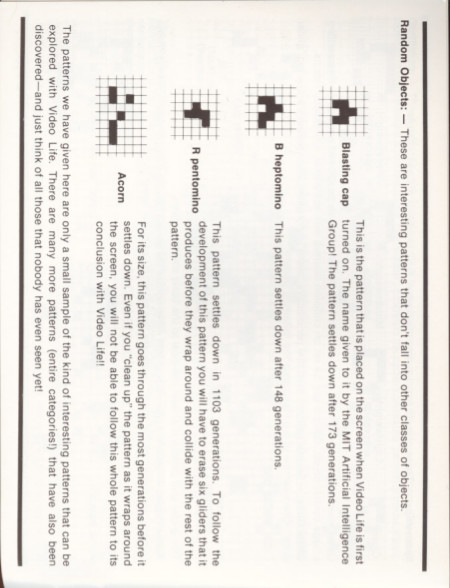 Random Objects: — These are interesting patterns that don't fall into other classes of objects.
Blasting cap
This is the pattern that is placed on the screen when Video Life is first
turned on. The name given to it by the MIT Artificial Intelligence
Group! The pattern settles down after 173 generations.
B heptomino
This pattern settles down after 148 generations.
R pentomino
This pattern settles down in 1103 generations. To follow the
development of this pattern you will have to erase six gliders that it
produces before they wrap around and collide with the rest of the
pattern.
Acorn
For its size, this pattern goes through the most generations before it
settles down. Even if you "clean up" the pattern as it wraps around
the screen, you will not be able to follow this whole pattern to its
conclusion with Video Life!!
The patterns we have given here are only a small sample of the kind of interesting patterns that can be
explored with Video Life. There are many more patterns (entire categories!) that have also been
discovered—and just think of all those that nobody has even seen yet!